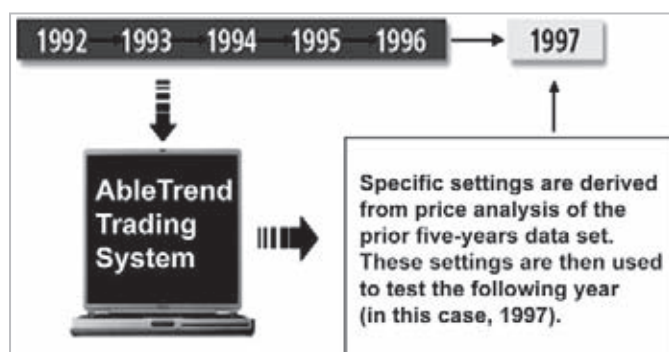 1992 1993 1994 1995 1996 1997
AbleTrend
Trading
System
Specific settings are derived
from price analysis of the
prior five-years data set.
These settings are then used
to test the following year
(in this case, 1997).